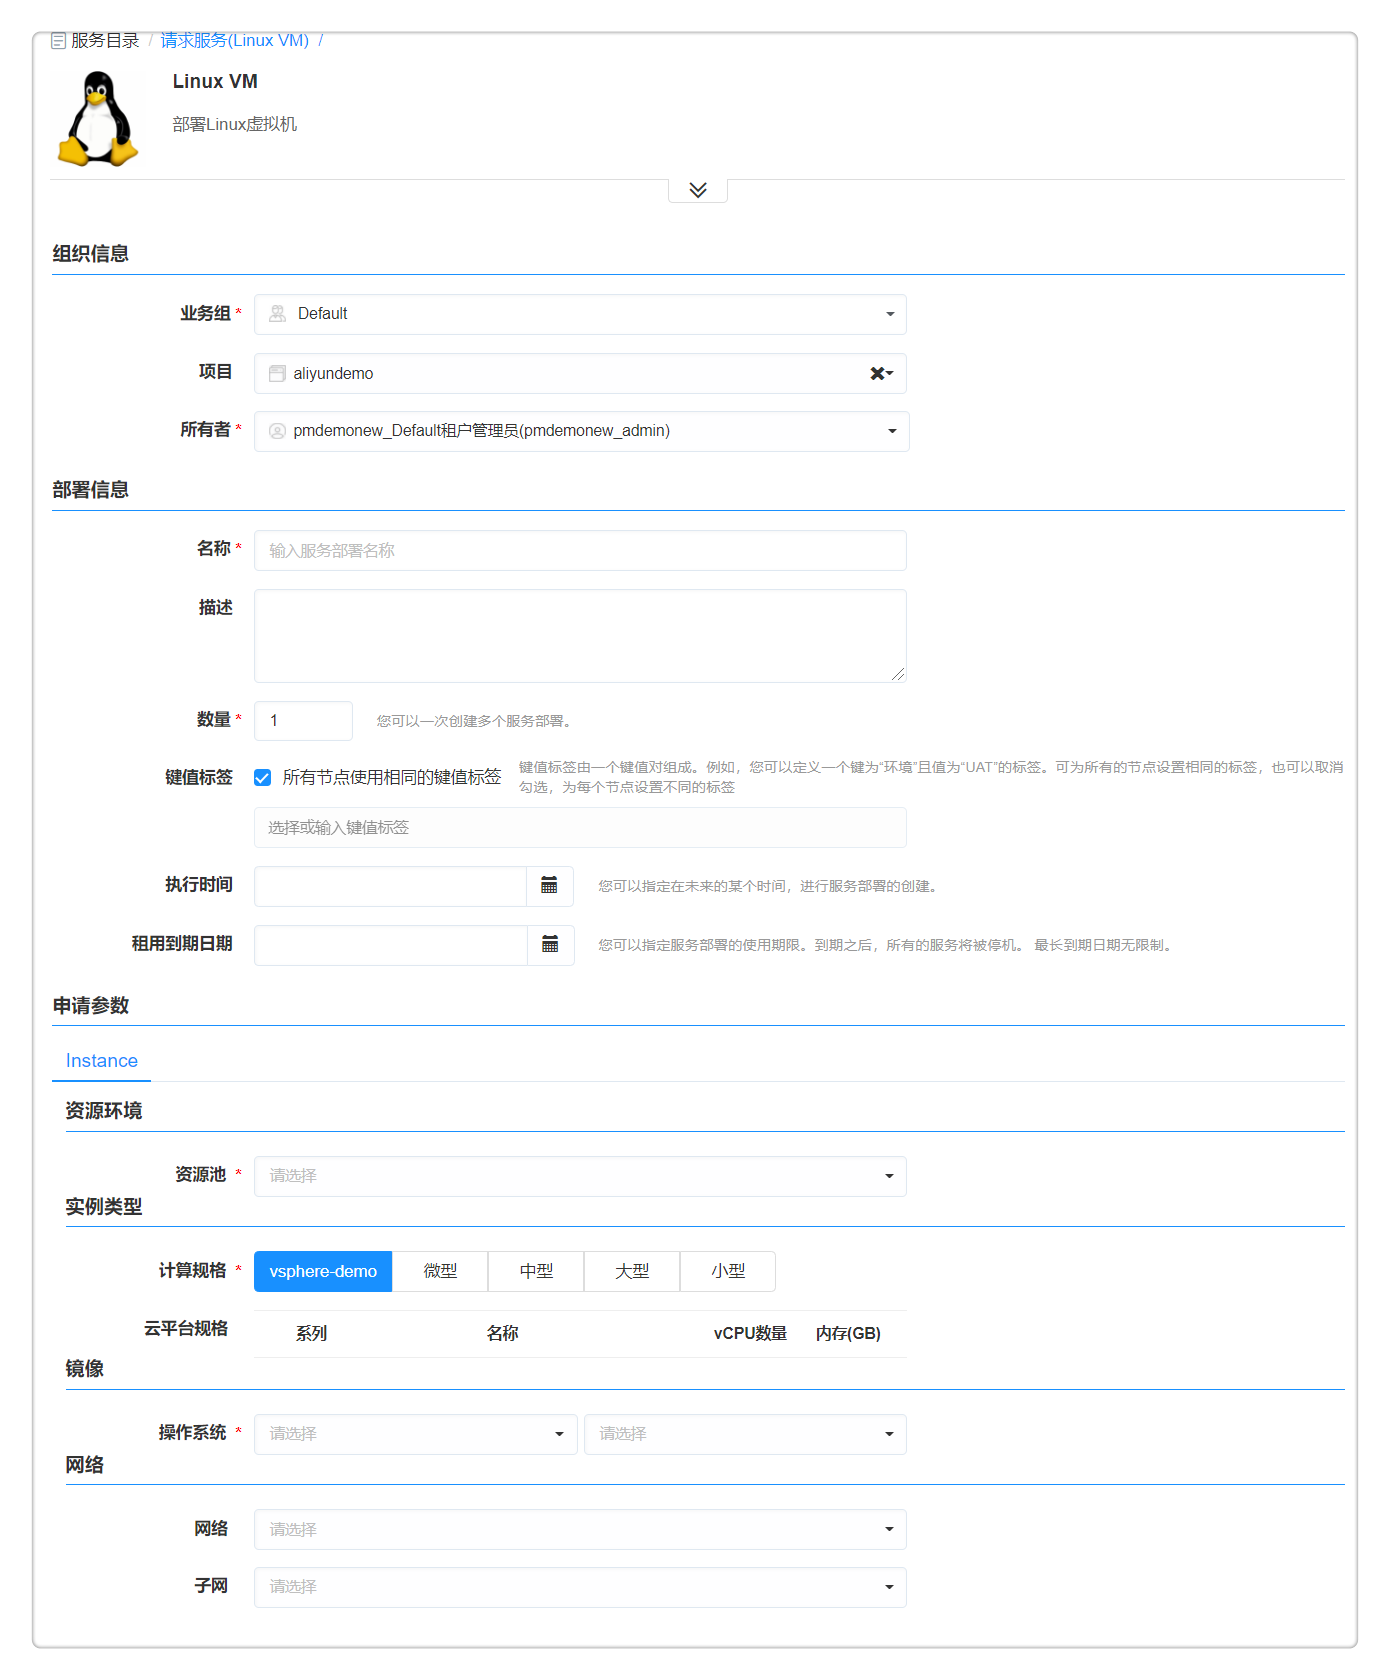 服务目录 / 请求服务(Linux VM) /
Linux VM
部署Linux虚拟机
组织信息
业务组 * Default
项目 aliyundemo
所有者 * pmdemonew_Default租户管理员(pmdemonew_admin)
部署信息
名称 * 输入服务部署名称
描述
数量 * 1 您可以一次创建多个服务部署。
键值标签 所有节点使用相同的键值标签 键值标签由一个键值对组成。例如，您可以定义一个键为“环境”且值为“UAT”的标签。可为所有的节点设置相同的标签，也可以取消
勾选，为每个节点设置不同的标签
选择或输入键值标签
执行时间 您可以指定在未来的某个时间，进行服务部署的创建。
租用到期日期 您可以指定服务部署的使用期限。到期之后，所有的服务将被停机。 最长到期日期无限制。
申请参数
Instance
资源环境
资源池 * 请选择
实例类型
计算规格 * vsphere-demo 微型 中型 大型 小型
云平台规格 系列 名称 vCPU数量 内存(GB)
镜像
操作系统 * 请选择 请选择
网络
网络 请选择
子网 请选择